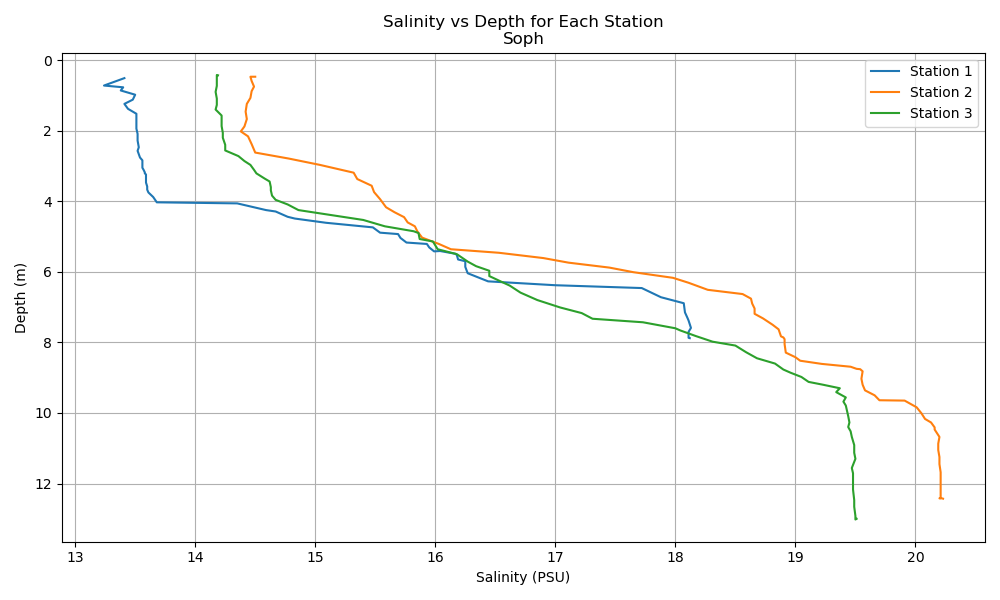 Salinity vs Depth for Each Station
Soph
Station 1
Station 2
Station 3
Depth (m)
0
2
4
6
8
10
12
13 14 15 16 17 18 19 20
Salinity (PSU)